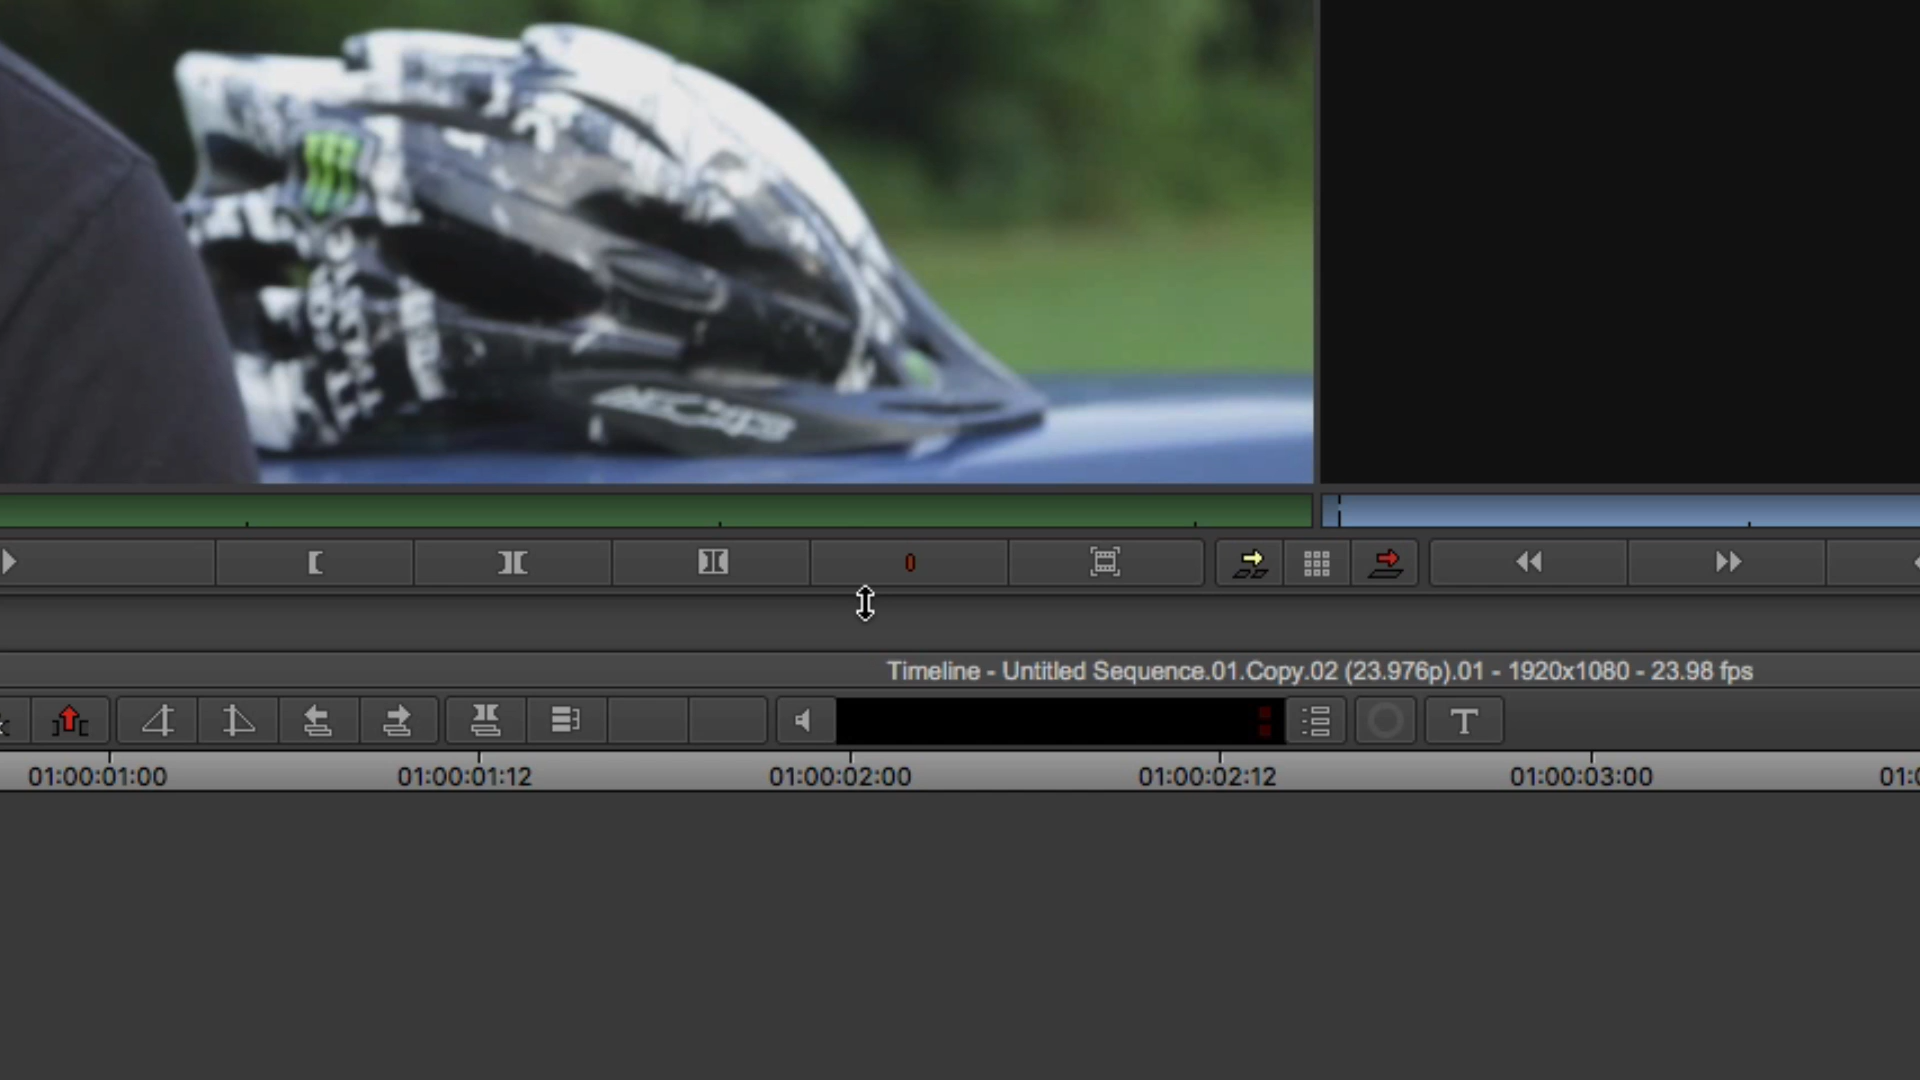 Timeline - Untitled Sequence.01.Copy.02 (23.976p).01 - 1920x1080 - 23.98 fps
T
01:00:01:00 01:00:01:12 01:00:02:00 01:00:02:12 01:00:03:00